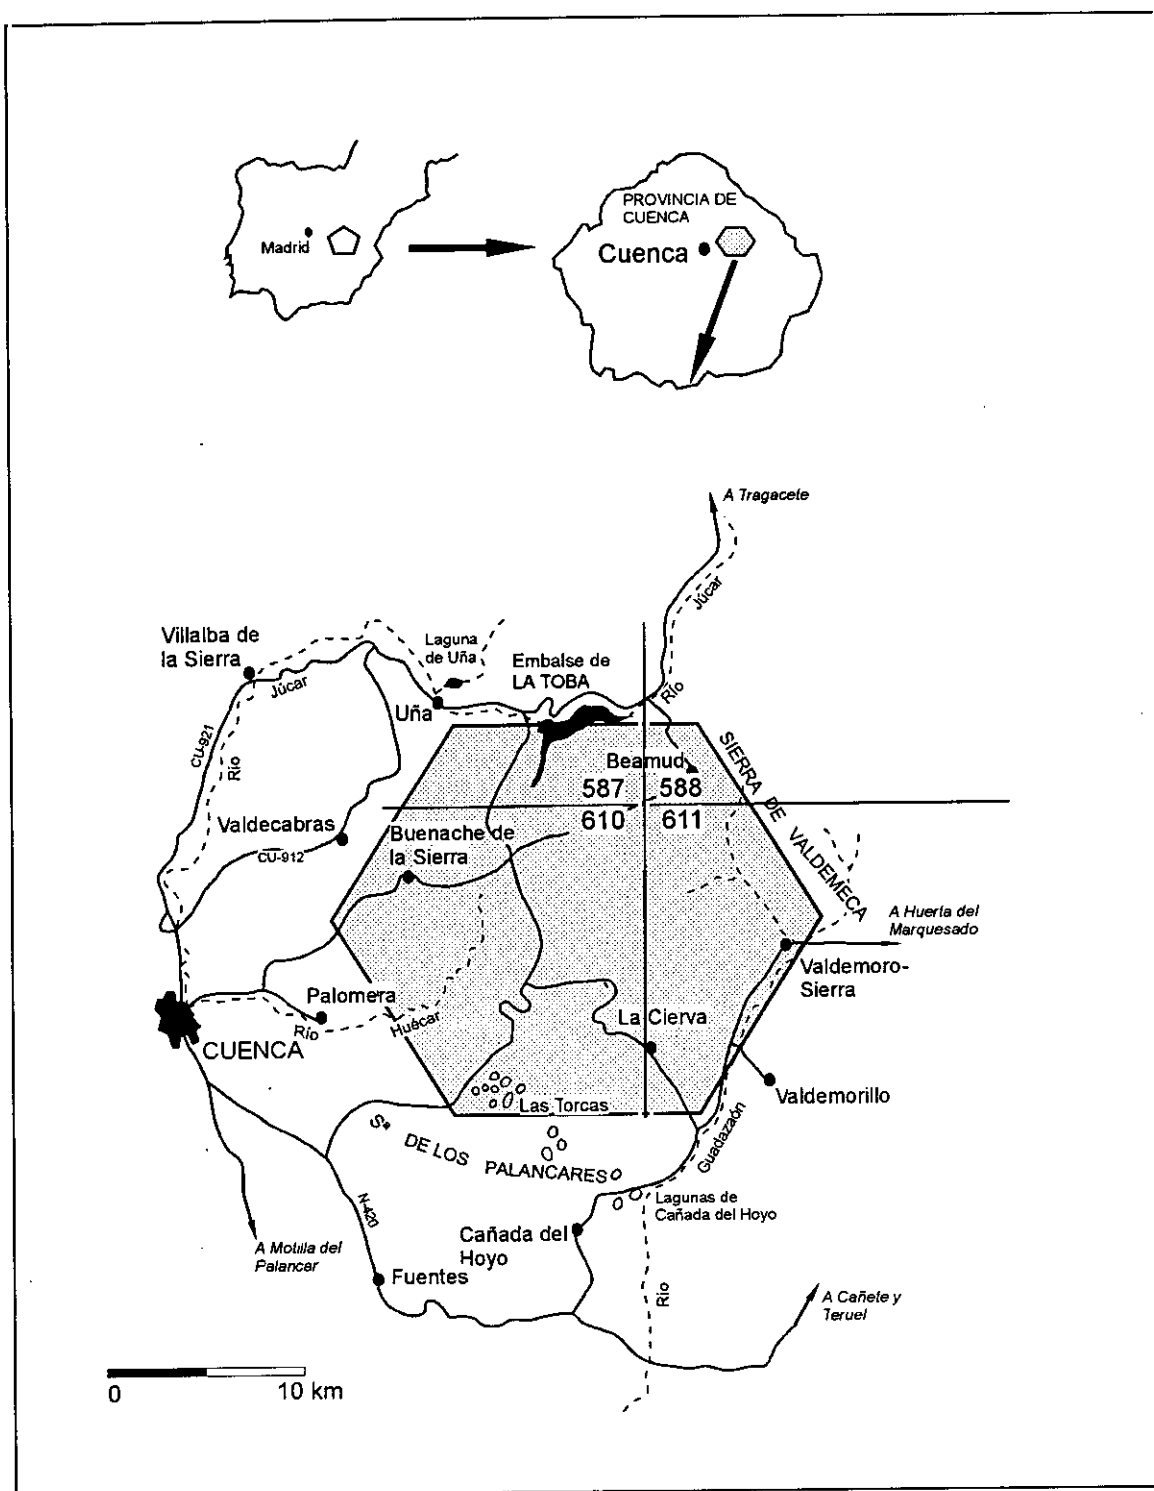 PROVINCIA DE
CUENCA
Madrid
Cuenca
A Tragacete
Júcar
Villalba de
la Sierra
Laguna
de Uña
Embalse de
LA TOBA
Júcar
Río
Uña
CU-921
Río
SIERRA DE VALDEMECA
Beamud
587
588
610
611
Valdecabras
CU-912
Buenache de
la Sierra
A Huerta del
Marquesado
Valdemoro-
Sierra
Palomera
Río
Huécar
La Cierva
CUENCA
Valdemorillo
Las Torcas
Sª DE LOS PALANCARES
Guadazaón
N-420
Lagunas de
Cañada del Hoyo
Cañada del
Hoyo
A Motilla del
Palancar
Fuentes
Río
A Cañete y
Teruel
0
10 km